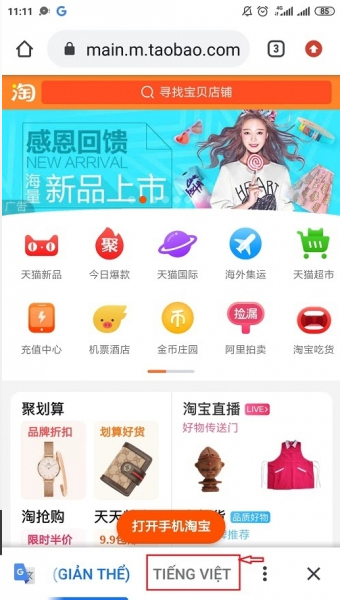 11:11 4G 85
main.m.taobao.com 3
淘 寻找宝贝店铺
感恩回馈
NEW ARRIVAL
海量 新品上市
广告
HEART
天猫新品 今日爆款 天猫国际 海外集运 天猫超市
聚 币 捡漏
充值中心 机票酒店 金币庄园 阿里拍卖 淘宝吃货
聚划算 淘宝直播 LIVE
品牌折扣 划算好货 好物传送门
淘抢购 天天 货 品质好物
打开手机淘宝
限时半价 9.9包 推荐
(GIẢN THỂ) TIẾNG VIỆT